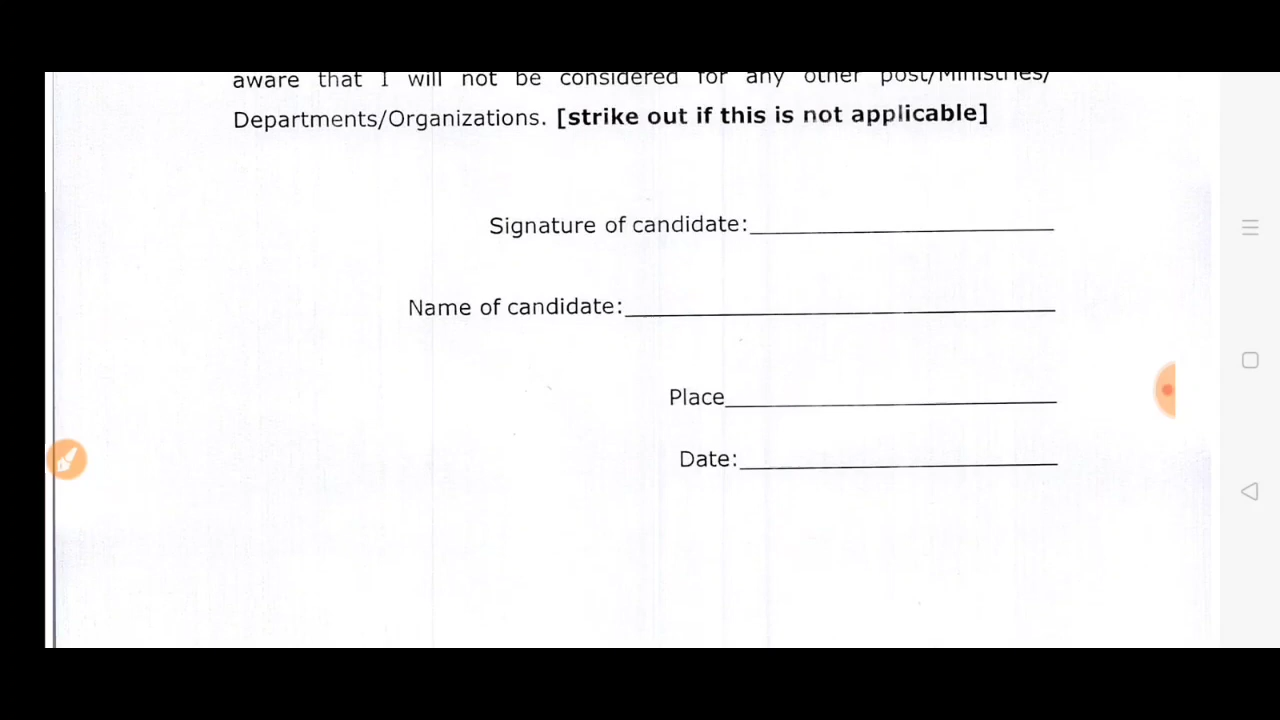 aware that I will not be considered for any other post/Ministries/
Departments/Organizations. [strike out if this is not applicable]
Signature of candidate:
Name of candidate:
Place
Date: